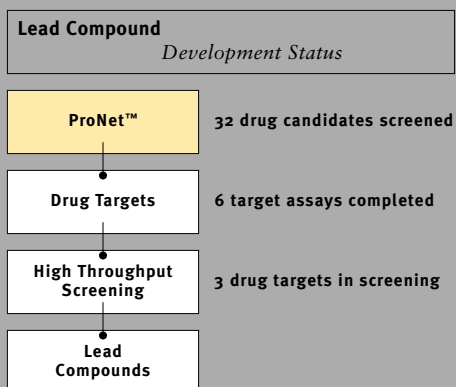 Lead Compound
Development Status
ProNet™
32 drug candidates screened
Drug Targets
6 target assays completed
High Throughput
Screening
3 drug targets in screening
Lead
Compounds